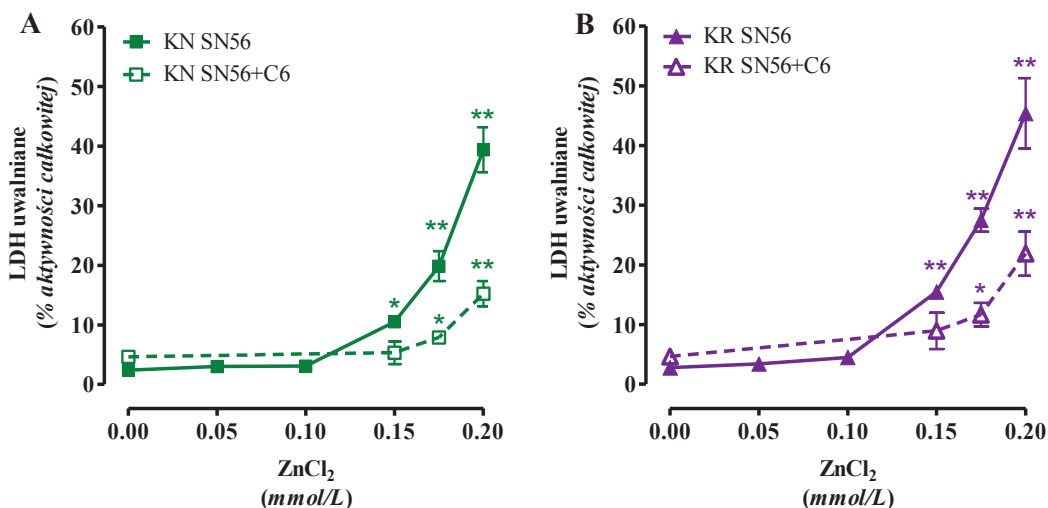 A
KN SN56
KN SN56+C6
LDH uwalniane
(% aktywności całkowitej)
60
50
40
30
20
10
0
**
**
**
*
*
0.00 0.05 0.10 0.15 0.20
ZnCl2
(mmol/L)
B
KR SN56
KR SN56+C6
LDH uwalniane
(% aktywności całkowitej)
60
50
40
30
20
10
0
**
**
**
**
*
0.00 0.05 0.10 0.15 0.20
ZnCl2
(mmol/L)